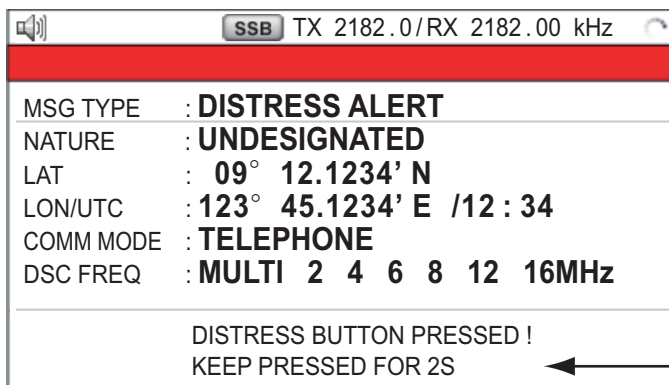 SSB TX 2182.0/RX 2182.00 kHz
MSG TYPE : DISTRESS ALERT
NATURE : UNDESIGNATED
LAT : 09° 12.1234' N
LON/UTC : 123° 45.1234' E /12 : 34
COMM MODE : TELEPHONE
DSC FREQ : MULTI 2 4 6 8 12 16MHz
DISTRESS BUTTON PRESSED !
KEEP PRESSED FOR 2S